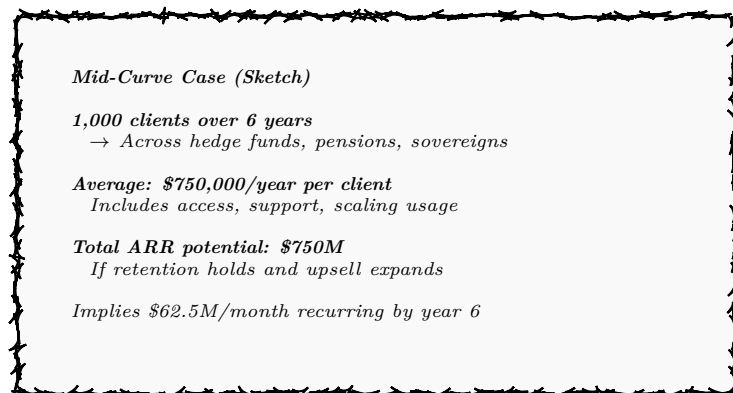 Mid-Curve Case (Sketch)
1,000 clients over 6 years
→ Across hedge funds, pensions, sovereigns
Average: $750,000/year per client
Includes access, support, scaling usage
Total ARR potential: $750M
If retention holds and upsell expands
Implies $62.5M/month recurring by year 6